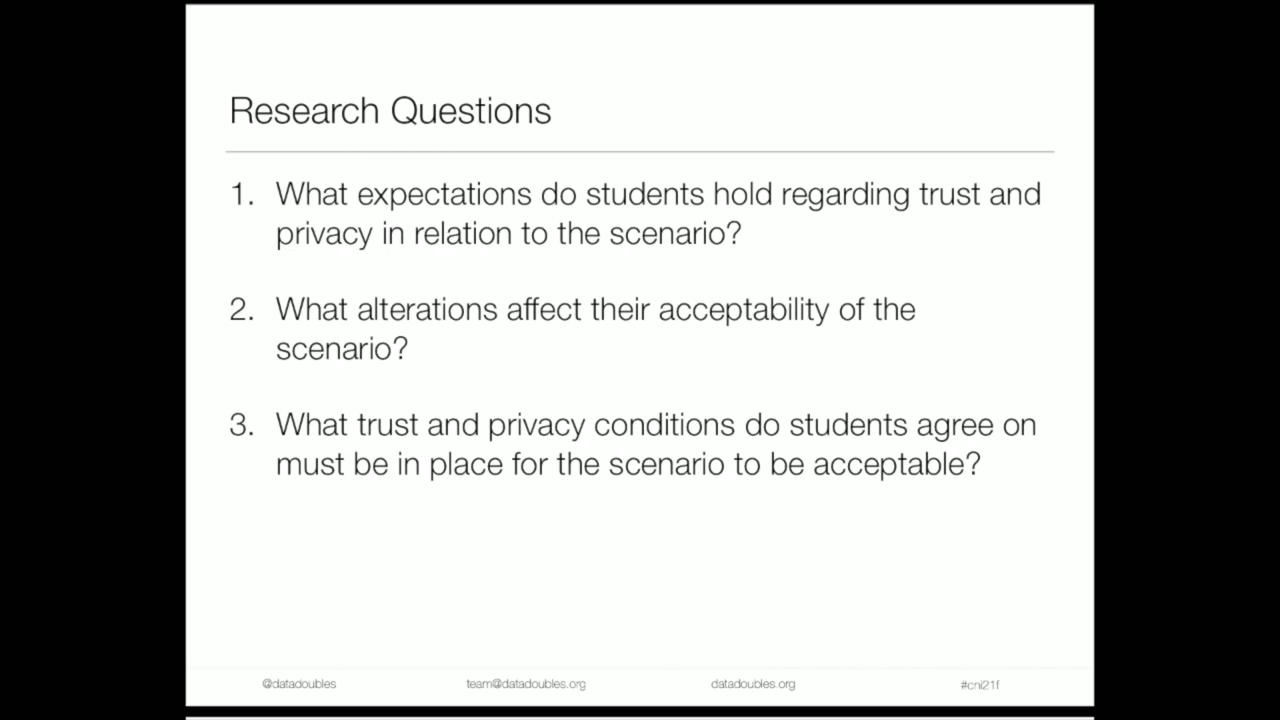 Research Questions
1. What expectations do students hold regarding trust and
privacy in relation to the scenario?
2. What alterations affect their acceptability of the
scenario?
3. What trust and privacy conditions do students agree on
must be in place for the scenario to be acceptable?
@datadoubles team@datadoubles.org datadoubles.org #cni21f